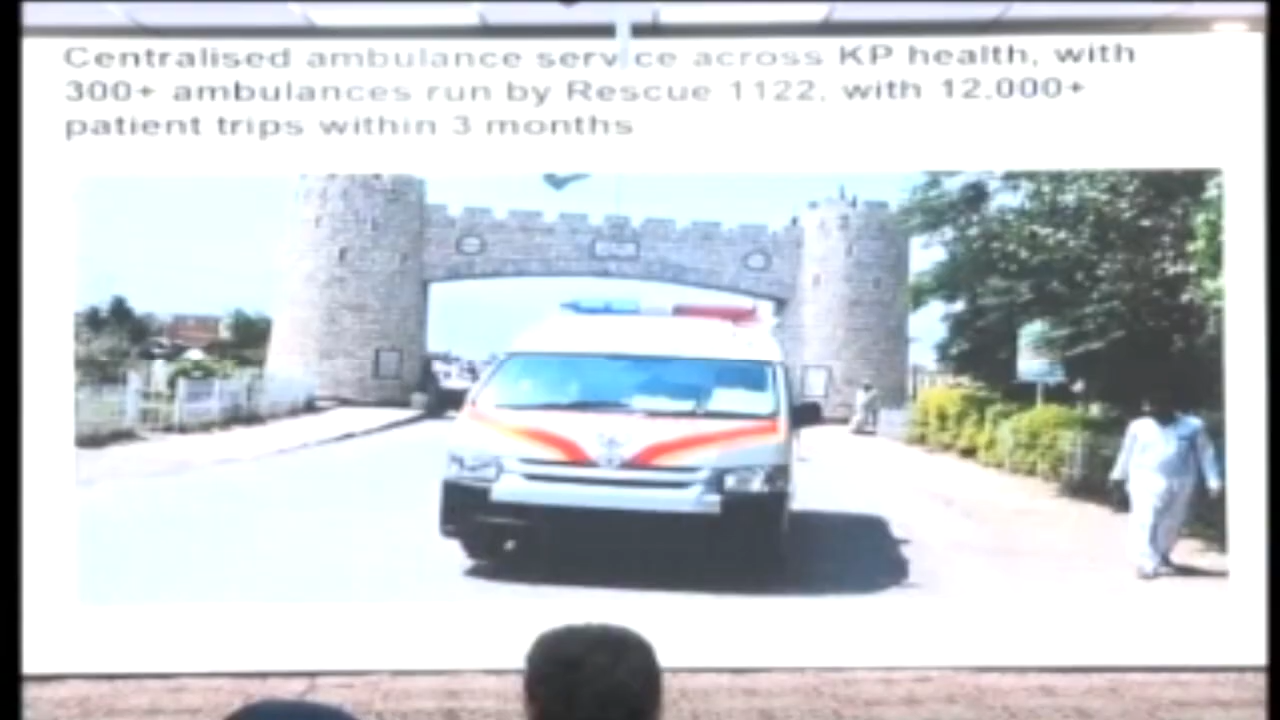 Centralised ambulance service across KP health, with
300+ ambulances run by Rescue 1122, with 12,000+
patient trips within 3 months